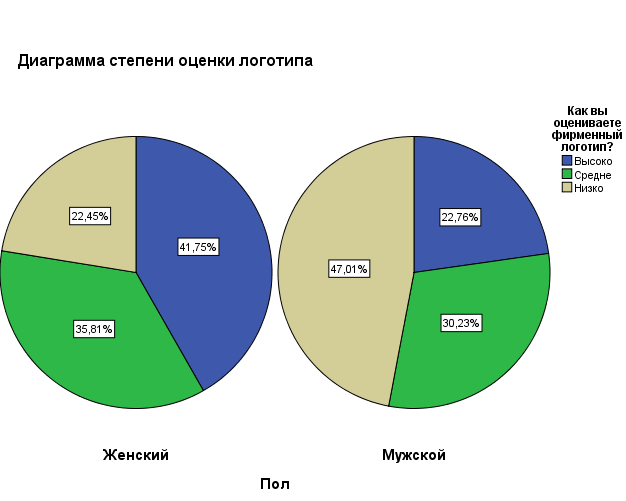 Диаграмма степени оценки логотипа
Как вы
оцениваете
фирменный
логотип?
Высоко
Средне
Низко
22,45%
41,75%
35,81%
22,76%
47,01%
30,23%
Женский
Мужской
Пол